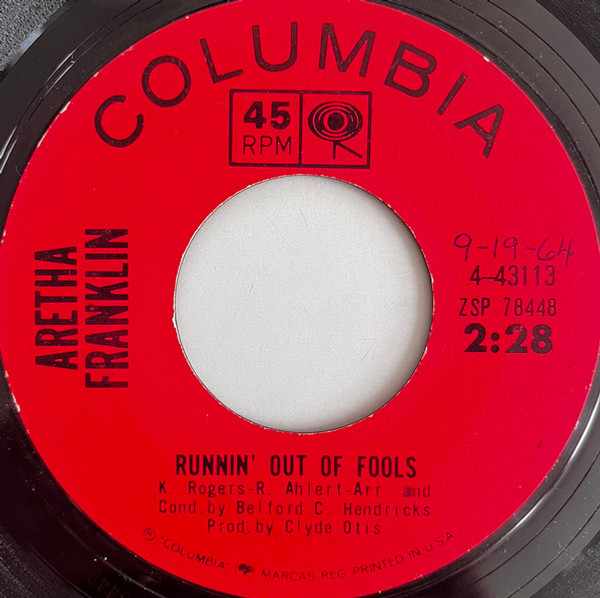 COLUMBIA
45
RPM
ARETHA
FRANKLIN
9-19-64
4-43113
ZSP 78448
2:28
RUNNIN' OUT OF FOOLS
K. Rogers-R. Ahlert-Arr. and
Cond. by Belford C. Hendricks
Prod. by Clyde Otis
℗ "COLUMBIA" MARCAS REG. PRINTED IN U.S.A.